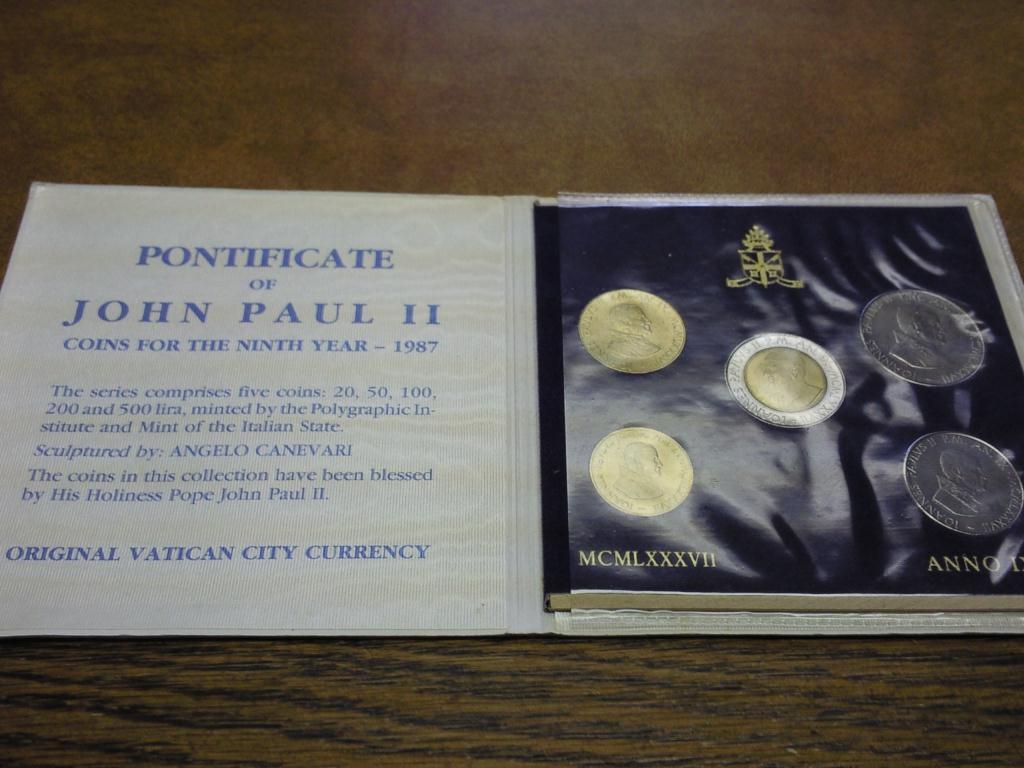 PONTIFICATE
OF
JOHN PAUL II
COINS FOR THE NINTH YEAR – 1987
The series comprises five coins: 20, 50, 100,
200 and 500 lira, minted by the Polygraphic In-
stitute and Mint of the Italian State.
Sculptured by: ANGELO CANEVARI
The coins in this collection have been blessed
by His Holiness Pope John Paul II.
ORIGINAL VATICAN CITY CURRENCY
MCMLXXXVII
ANNO